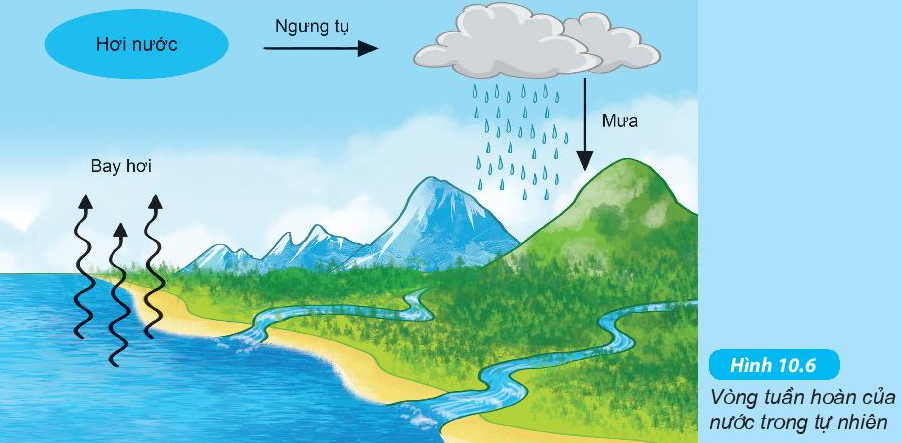 Hơi nước
Ngưng tụ
Mưa
Bay hơi
Hình 10.6
Vòng tuần hoàn của
nước trong tự nhiên